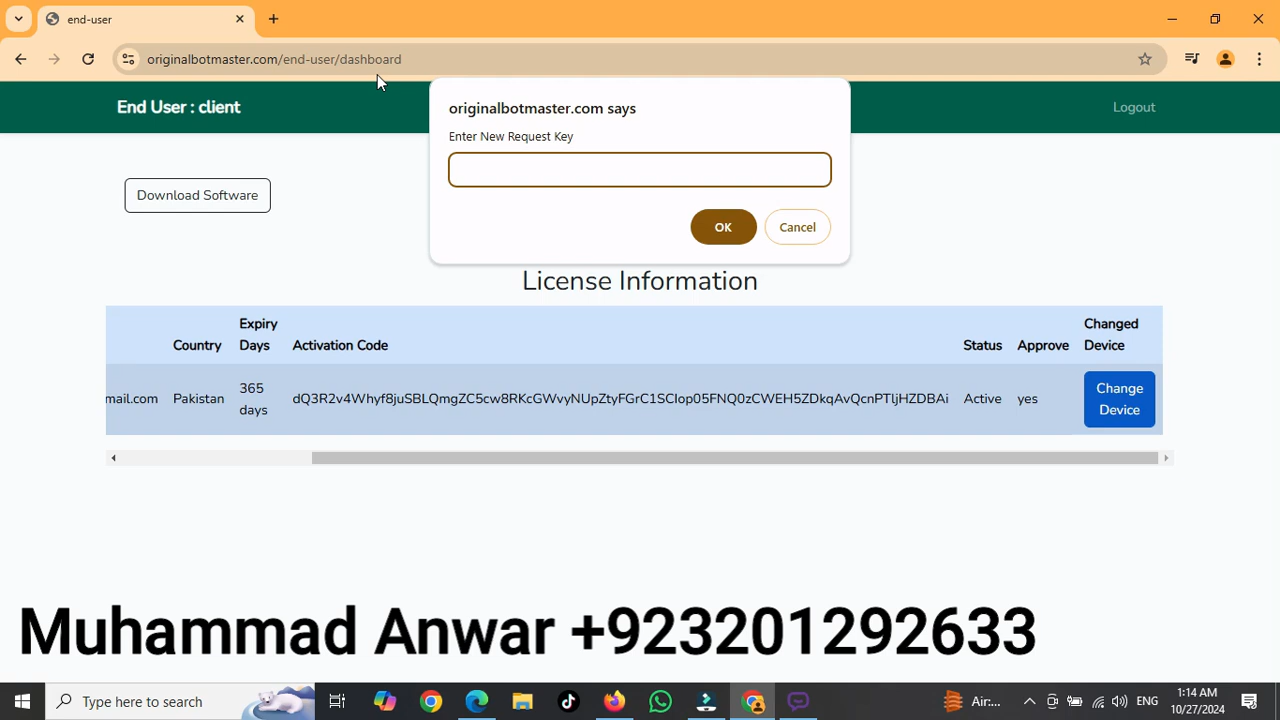 end-user
originalbotmaster.com/end-user/dashboard
End User : client
Logout
originalbotmaster.com says
Enter New Request Key
OK
Cancel
Download Software
License Information
Country
Expiry Days
Activation Code
Status
Approve
Changed Device
mail.com
Pakistan
365 days
dQ3R2v4Whyf8juSBLQmgZC5cw8RKcGWvyNUpZtyFGrC1SCIop05FNQ0zCWEH5ZDkqAvQcnPTljHZDBAi
Active
yes
Change Device
Muhammad Anwar +923201292633
Type here to search
Air:...
ENG
1:14 AM
10/27/2024